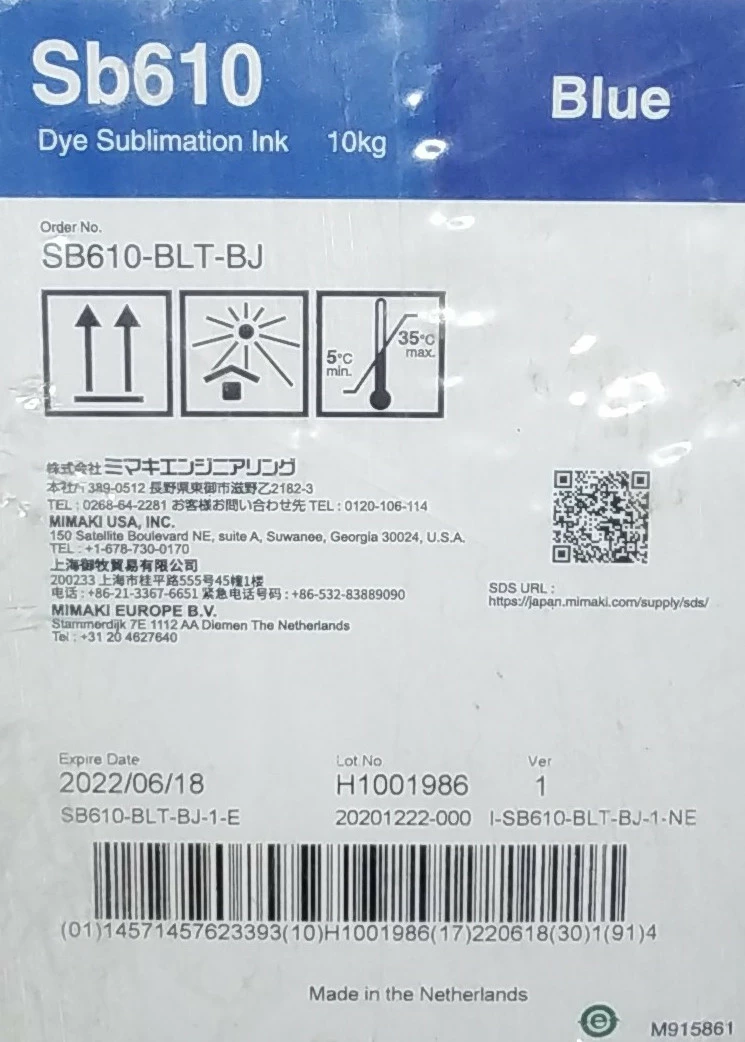 Sb610
Blue
Dye Sublimation Ink 10kg
Order No.
SB610-BLT-BJ
5°C min.
35°C max.
株式会社ミマキエンジニアリング
本社/〒389-0512 長野県東御市滋野乙2182-3
TEL : 0268-64-2281 お客様お問い合わせ先 TEL : 0120-106-114
MIMAKI USA, INC.
150 Satellite Boulevard NE, suite A, Suwanee, Georgia 30024, U.S.A.
TEL : +1-678-730-0170
上海御牧貿易有限公司
200233 上海市桂平路555号45幢1楼
电话 : +86-21-3367-6651 紧急电话号码 : +86-532-83889090
MIMAKI EUROPE B.V.
Stammerdijk 7E 1112 AA Diemen The Netherlands
Tel : +31 20 4627640
SDS URL :
https://japan.mimaki.com/supply/sds/
Expire Date Lot No Ver
2022/06/18 H1001986 1
SB610-BLT-BJ-1-E 20201222-000 I-SB610-BLT-BJ-1-NE
(01)14571457623393(10)H1001986(17)220618(30)1(91)4
Made in the Netherlands
e
M915861